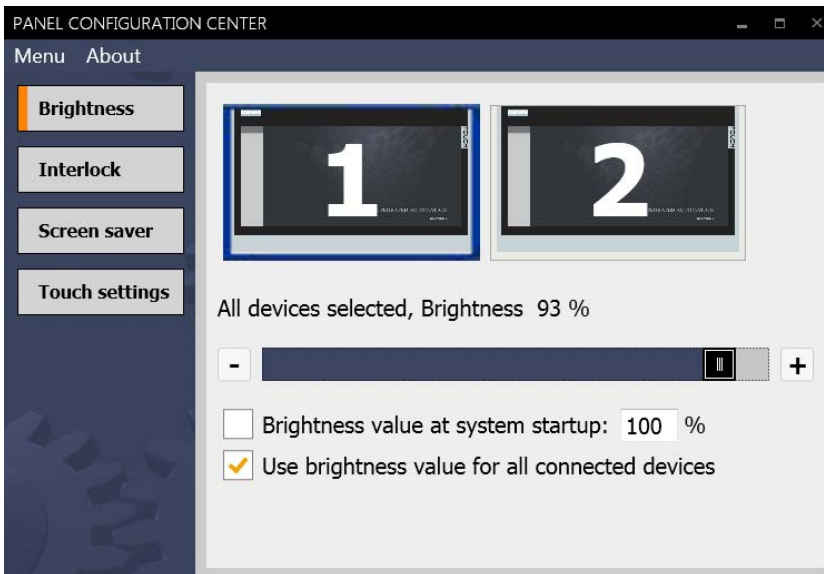 PANEL CONFIGURATION CENTER
Menu About
Brightness
Interlock
Screen saver
Touch settings
1
2
All devices selected, Brightness 93 %
- +
Brightness value at system startup: 100 %
Use brightness value for all connected devices